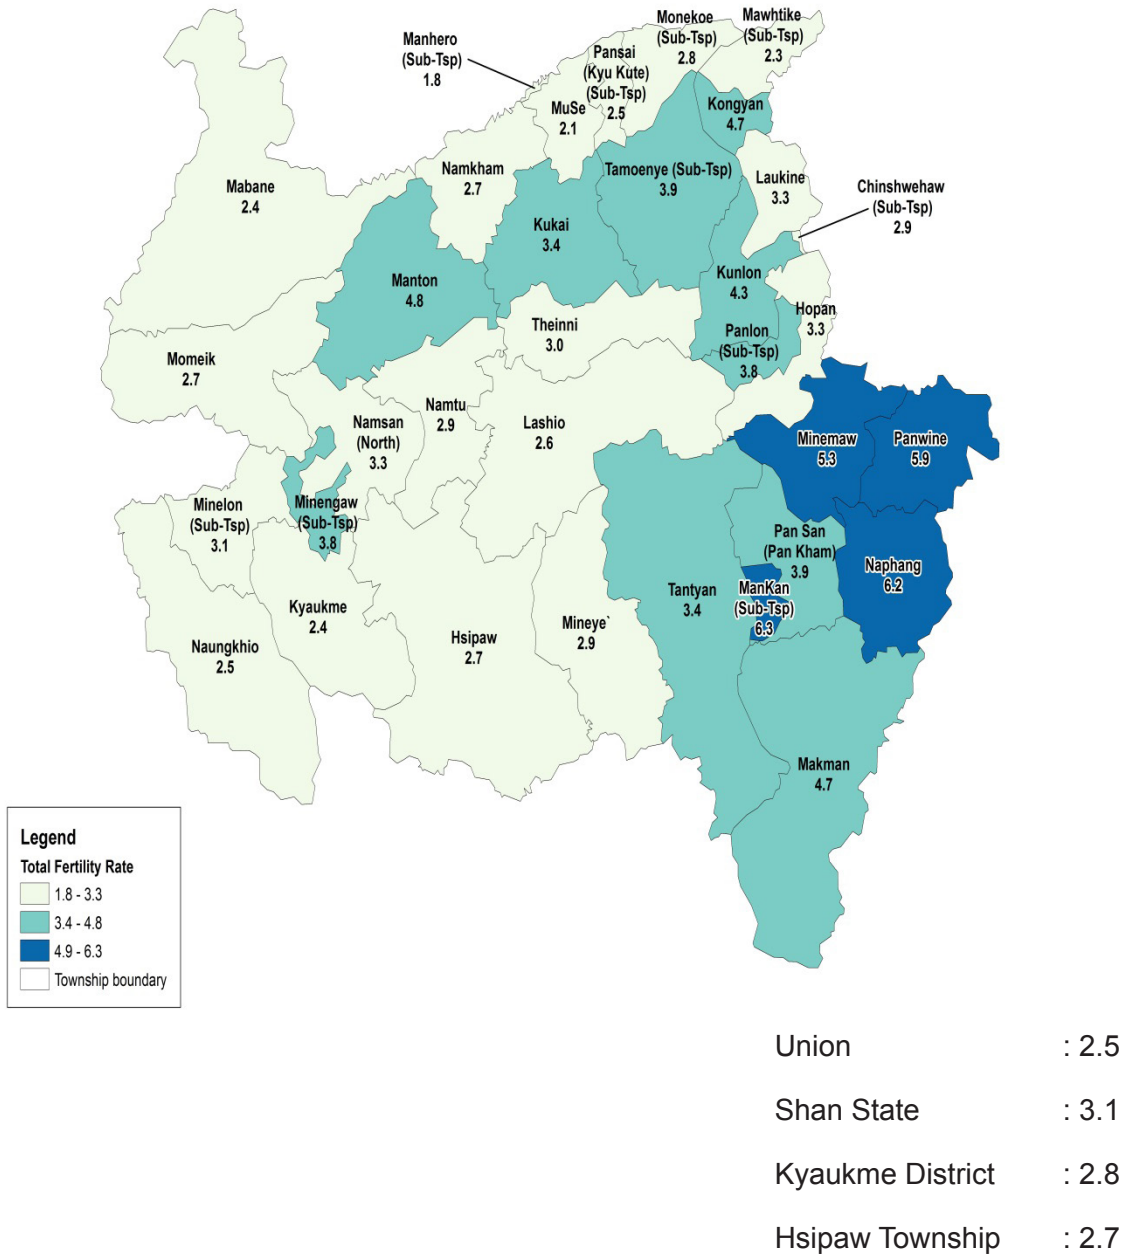 Monekoe
(Sub-Tsp)
2.8
Mawhtike
(Sub-Tsp)
2.3
Manhero
(Sub-Tsp)
1.8
Pansai
(Kyu Kute)
(Sub-Tsp)
2.5
MuSe
2.1
Kongyan
4.7
Namkham
2.7
Tamoenye (Sub-Tsp)
3.9
Laukine
3.3
Chinshwehaw
(Sub-Tsp)
2.9
Mabane
2.4
Kukai
3.4
Manton
4.8
Kunlon
4.3
Hopan
3.3
Theinni
3.0
Panlon
(Sub-Tsp)
3.8
Momeik
2.7
Namtu
2.9
Lashio
2.6
Namsan
(North)
3.3
Minemaw
5.3
Panwine
5.9
Minelon
(Sub-Tsp)
3.1
Minengaw
(Sub-Tsp)
3.8
Pan San
(Pan Kham)
3.9
Naphang
6.2
ManKan
(Sub-Tsp)
6.3
Tantyan
3.4
Kyaukme
2.4
Mineye`
2.9
Hsipaw
2.7
Naungkhio
2.5
Makman
4.7
Legend
Total Fertility Rate
1.8 - 3.3
3.4 - 4.8
4.9 - 6.3
Township boundary
Union : 2.5
Shan State : 3.1
Kyaukme District : 2.8
Hsipaw Township : 2.7